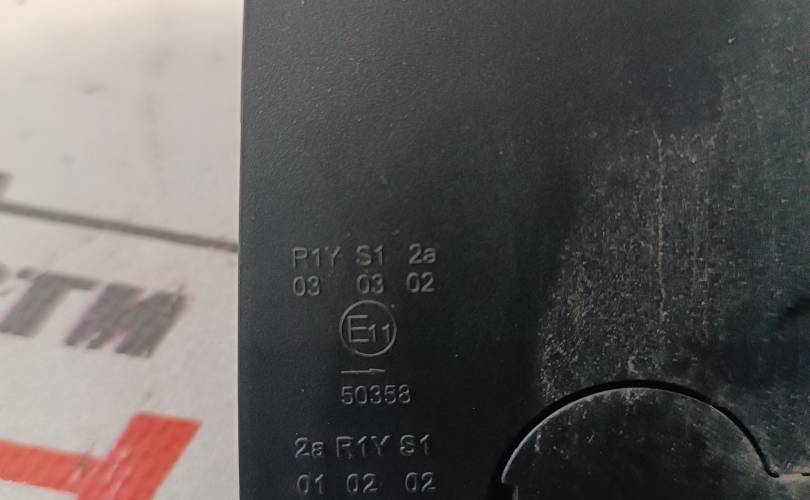 R1Y S1 2a
03 03 02
E11
→
50358
2a R1Y S1
01 02 02